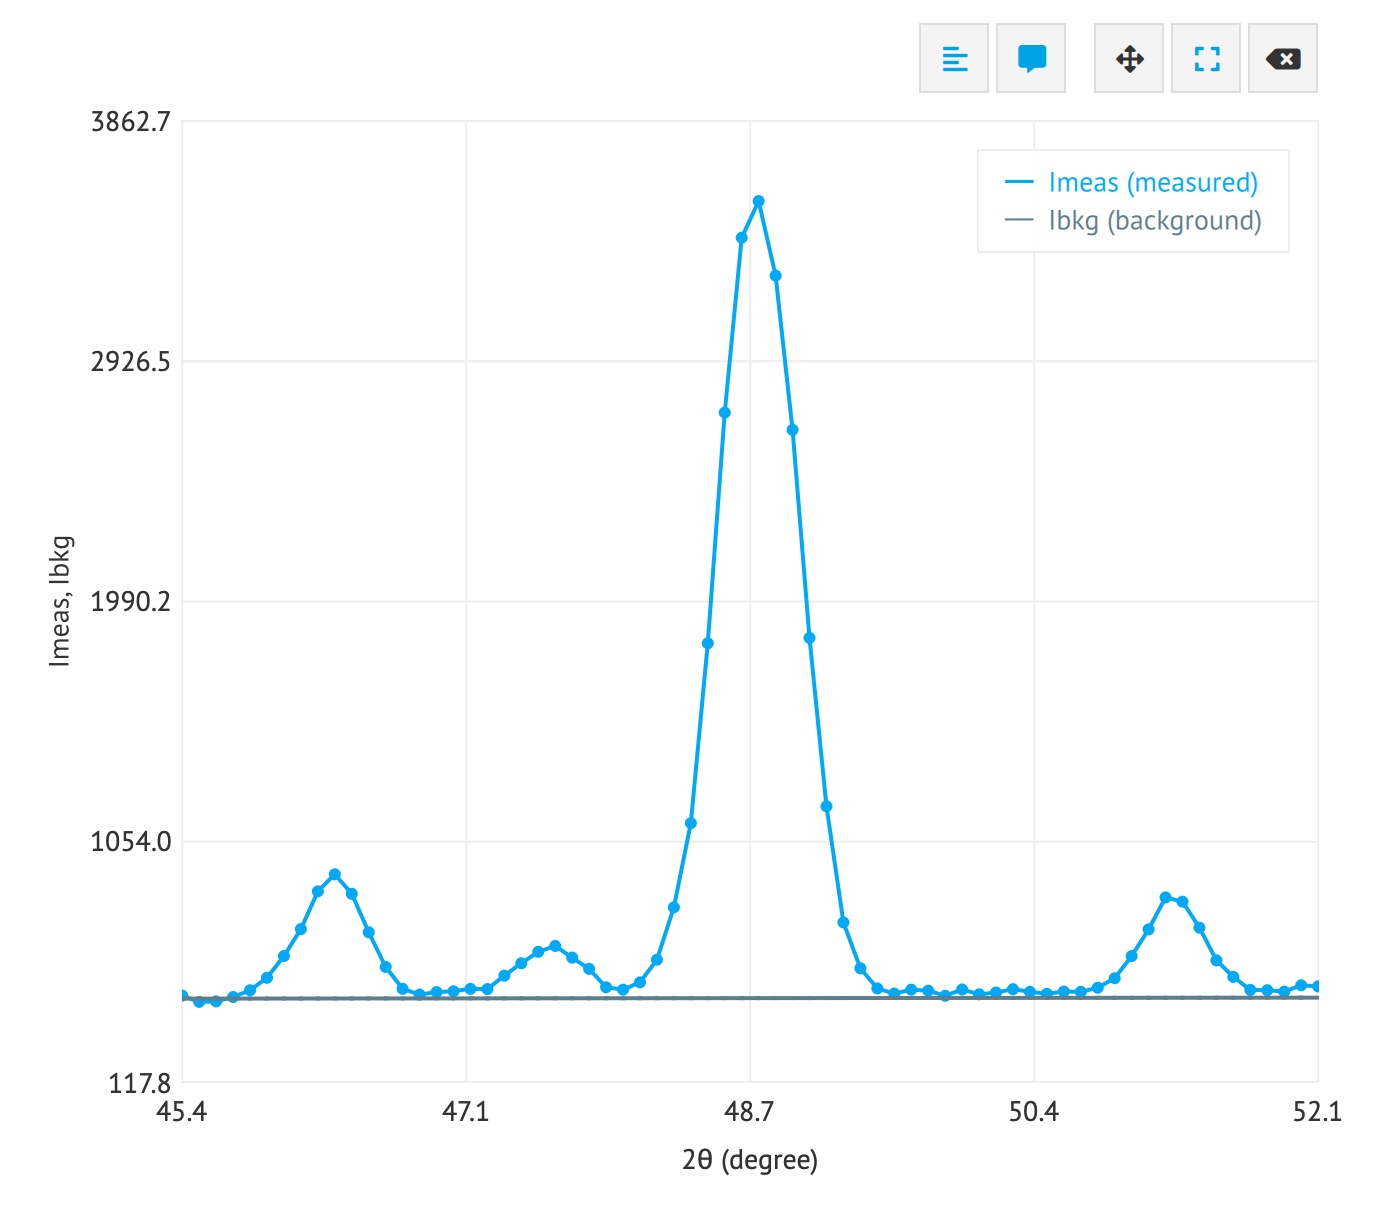 3862.7
Imeas (measured)
Ibkg (background)
2926.5
Imeas, Ibkg
1990.2
1054.0
117.8
45.4 47.1 48.7 50.4 52.1
2θ (degree)